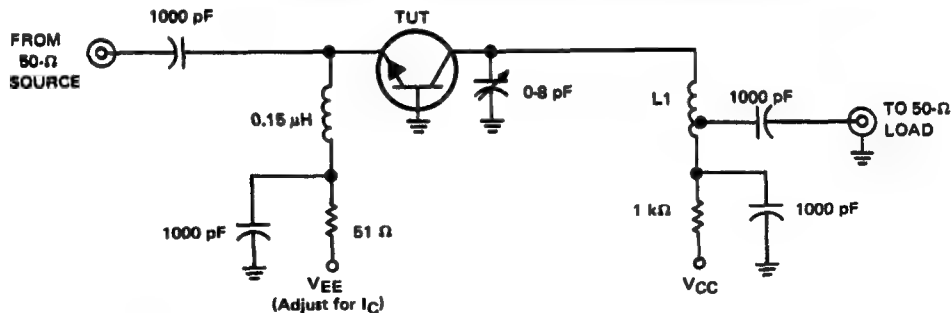 1000 pF
TUT
FROM
50-Ω
SOURCE
0-8 pF
L1
1000 pF
TO 50-Ω
LOAD
0.15 μH
1000 pF
51 Ω
1 kΩ
1000 pF
VEE
(Adjust for IC)
VCC